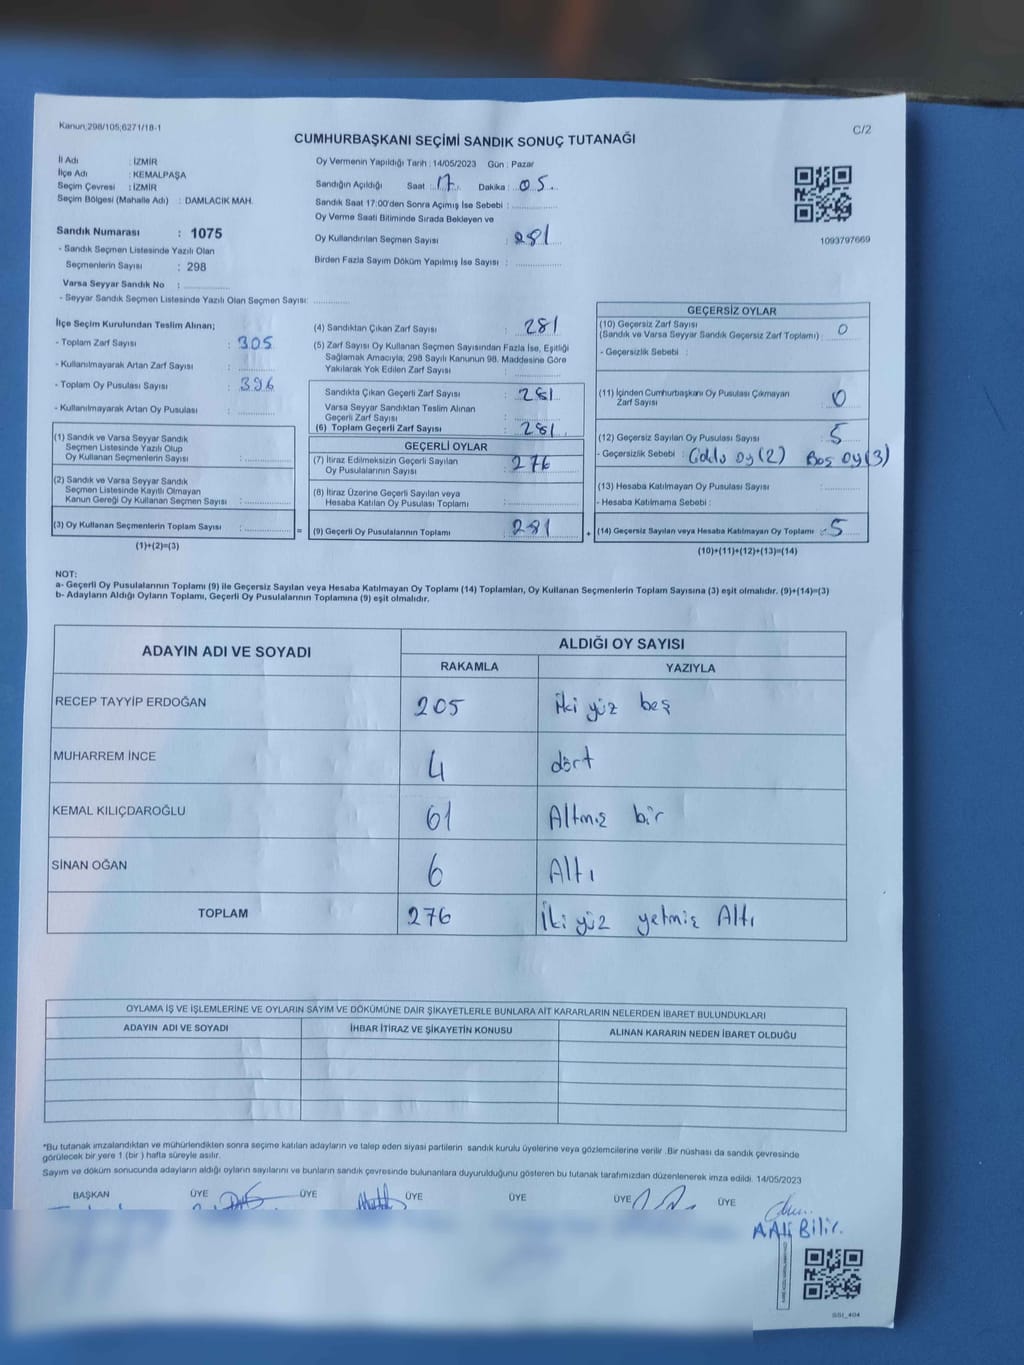 Kanun;298/105,6271/18-1
C/2
CUMHURBAŞKANI SEÇİMİ SANDIK SONUÇ TUTANAĞI
İl Adı : İZMİR
İlçe Adı : KEMALPAŞA
Seçim Çevresi : İZMİR
Seçim Bölgesi (Mahalle Adı) : DAMLACIK MAH.
Oy Vermenin Yapıldığı Tarih : 14/05/2023 Gün : Pazar
Sandığın Açıldığı Saat : 17 Dakika : 05
Sandık Saat 17:00'den Sonra Açımış İse Sebebi :
Oy Verme Saati Bitiminde Sırada Bekleyen ve
Oy Kullandırılan Seçmen Sayısı : 281
Birden Fazla Sayım Döküm Yapılmış İse Sayısı :
1093797669
Sandık Numarası : 1075
- Sandık Seçmen Listesinde Yazılı Olan
Seçmenlerin Sayısı : 298
Varsa Seyyar Sandık No :
- Seyyar Sandık Seçmen Listesinde Yazılı Olan Seçmen Sayısı:
İlçe Seçim Kurulundan Teslim Alınan;
- Toplam Zarf Sayısı : 305
- Kullanılmayarak Artan Zarf Sayısı :
- Toplam Oy Pusulası Sayısı : 396
- Kullanılmayarak Artan Oy Pusulası :
(1) Sandık ve Varsa Seyyar Sandık
Seçmen Listesinde Yazılı Olup
Oy Kullanan Seçmenlerin Sayısı :
(2) Sandık ve Varsa Seyyar Sandık
Seçmen Listesinde Kayıtlı Olmayan
Kanun Gereği Oy Kullanan Seçmen Sayısı :
(3) Oy Kullanan Seçmenlerin Toplam Sayısı : =
(1)+(2)=(3)
(4) Sandıktan Çıkan Zarf Sayısı : 281
(5) Zarf Sayısı Oy Kullanan Seçmen Sayısından Fazla İse, Eşitliği
Sağlamak Amacıyla; 298 Sayılı Kanunun 98. Maddesine Göre
Yakılarak Yok Edilen Zarf Sayısı :
Sandıkta Çıkan Geçerli Zarf Sayısı : 281
Varsa Seyyar Sandıktan Teslim Alınan
Geçerli Zarf Sayısı :
(6) Toplam Geçerli Zarf Sayısı : 281
GEÇERLİ OYLAR
(7) İtiraz Edilmeksizin Geçerli Sayılan
Oy Pusulalarının Sayısı : 276
(8) İtiraz Üzerine Geçerli Sayılan veya
Hesaba Katılan Oy Pusulası Toplamı :
(9) Geçerli Oy Pusulalarının Toplamı : 281 +
GEÇERSİZ OYLAR
(10) Geçersiz Zarf Sayısı
(Sandık ve Varsa Seyyar Sandık Geçersiz Zarf Toplamı) : 0
- Geçersizlik Sebebi :
(11) İçinden Cumhurbaşkanı Oy Pusulası Çıkmayan
Zarf Sayısı : 0
(12) Geçersiz Sayılan Oy Pusulası Sayısı : 5
- Geçersizlik Sebebi : Çoklu oy (2) Boş oy (3)
(13) Hesaba Katılmayan Oy Pusulası Sayısı :
- Hesaba Katılmama Sebebi :
(14) Geçersiz Sayılan veya Hesaba Katılmayan Oy Toplamı : 5
(10)+(11)+(12)+(13)=(14)
NOT:
a- Geçerli Oy Pusulalarının Toplamı (9) ile Geçersiz Sayılan veya Hesaba Katılmayan Oy Toplamı (14) Toplamları, Oy Kullanan Seçmenlerin Toplam Sayısına (3) eşit olmalıdır. (9)+(14)=(3)
b- Adayların Aldığı Oyların Toplamı, Geçerli Oy Pusulalarının Toplamına (9) eşit olmalıdır.
ADAYIN ADI VE SOYADI ALDIĞI OY SAYISI
RAKAMLA YAZIYLA
RECEP TAYYİP ERDOĞAN 205 iki yüz beş
MUHARREM İNCE 4 dört
KEMAL KILIÇDAROĞLU 61 Altmış bir
SİNAN OĞAN 6 Altı
TOPLAM 276 İki yüz yetmiş Altı
OYLAMA İŞ VE İŞLEMLERİNE VE OYLARIN SAYIM VE DÖKÜMÜNE DAİR ŞİKAYETLERLE BUNLARA AİT KARARLARIN NELERDEN İBARET BULUNDUKLARI
ADAYIN ADI VE SOYADI İHBAR İTİRAZ VE ŞİKAYETİN KONUSU ALINAN KARARIN NEDEN İBARET OLDUĞU
*Bu tutanak imzalandıktan ve mühürlendikten sonra seçime katılan adayların ve talep eden siyasi partilerin sandık kurulu üyelerine veya gözlemcilerine verilir .Bir nüshası da sandık çevresinde
görülecek bir yere 1 (bir ) hafta süreyle asılır.
Sayım ve döküm sonucunda adayların aldığı oyların sayılarını ve bunların sandık çevresinde bulunanlara duyurulduğunu gösteren bu tutanak tarafımızdan düzenlenerek imza edildi. 14/05/2023
BAŞKAN ÜYE ÜYE ÜYE ÜYE ÜYE ÜYE
AAli Bilir.
SSI_404